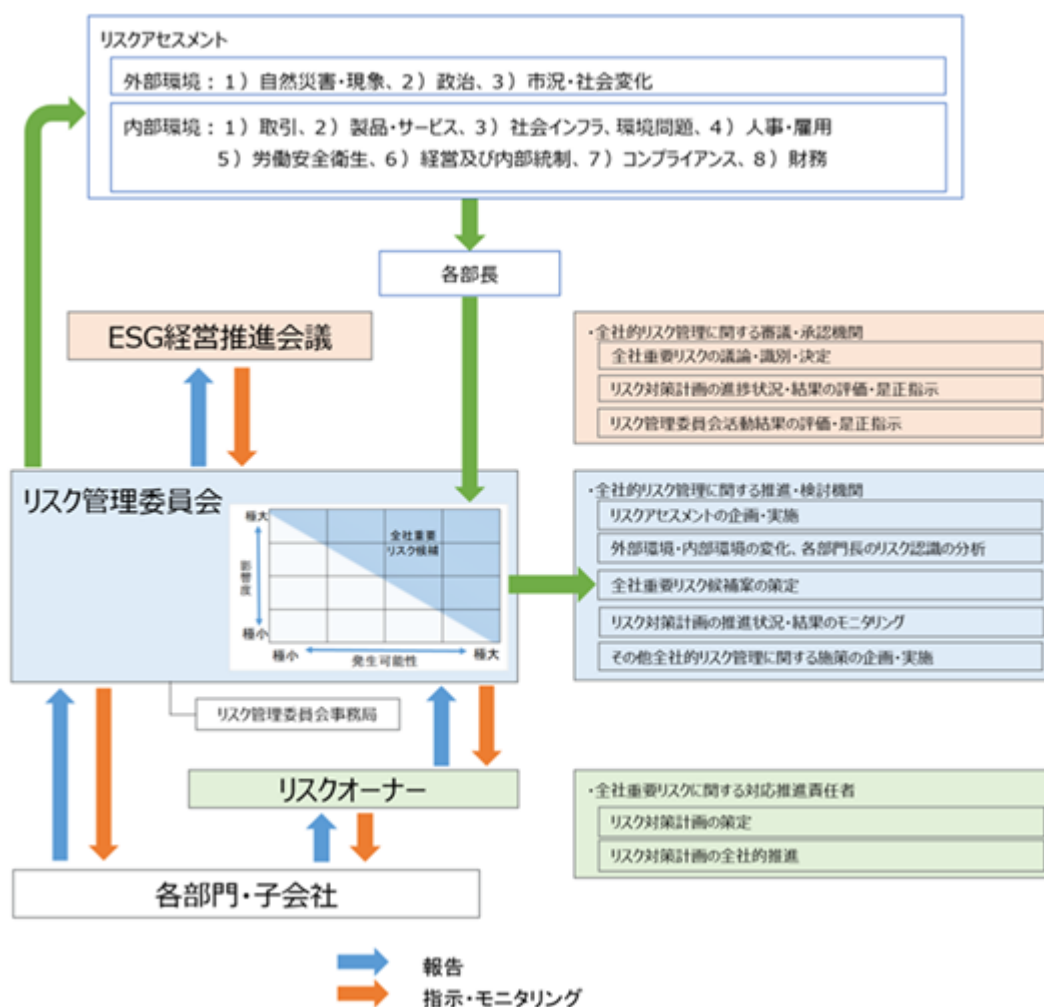 リスクアセスメント
外部環境：1）自然災害・現象、2）政治、3）市況・社会変化
内部環境：1）取引、2）製品・サービス、3）社会インフラ、環境問題、4）人事・雇用
5）労働安全衛生、6）経営及び内部統制、7）コンプライアンス、8）財務
各部長
ESG経営推進会議
・全社的リスク管理に関する審議・承認機関
全社重要リスクの議論・識別・決定
リスク対策計画の進捗状況・結果の評価・是正指示
リスク管理委員会活動結果の評価・是正指示
リスク管理委員会
極大
影響度
極小
全社重要
リスク候補
極小
発生可能性
極大
・全社的リスク管理に関する推進・検討機関
リスクアセスメントの企画・実施
外部環境・内部環境の変化、各部門長のリスク認識の分析
全社重要リスク候補案の策定
リスク対策計画の推進状況・結果のモニタリング
その他全社的リスク管理に関する施策の企画・実施
リスク管理委員会事務局
リスクオーナー
・全社重要リスクに関する対応推進責任者
リスク対策計画の策定
リスク対策計画の全社的推進
各部門・子会社
報告
指示・モニタリング